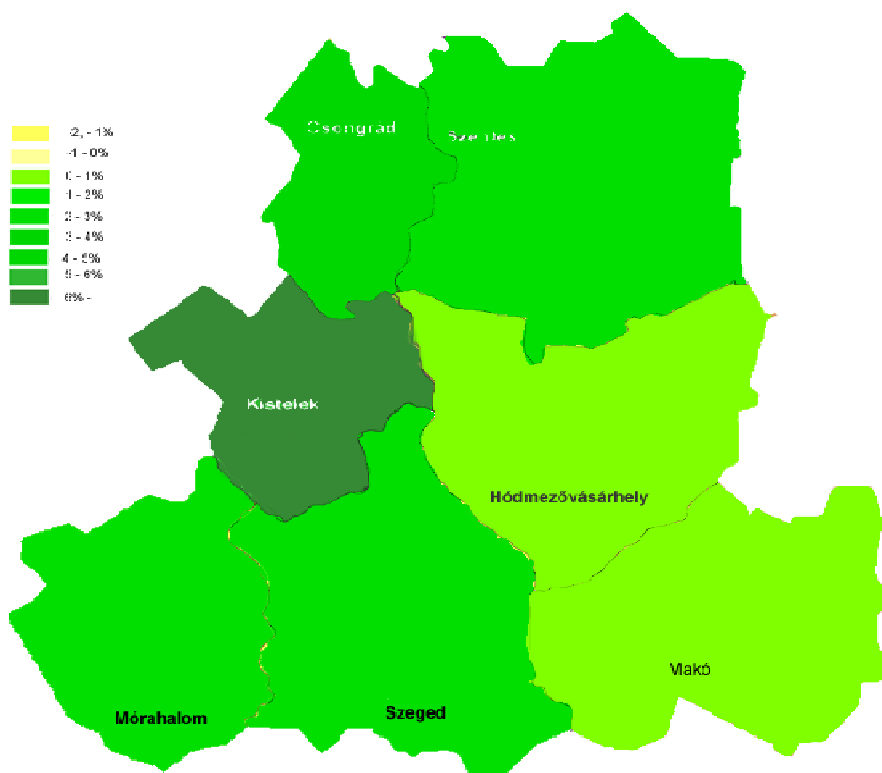 Csongrád
Szentes
-2, - 1%
-1 - 0%
0 - 1%
1 - 2%
2 - 3%
3 - 4%
4 - 5%
5 - 6%
6% -
Kistelek
Hódmezővásárhely
Makó
Szeged
Mórahalom